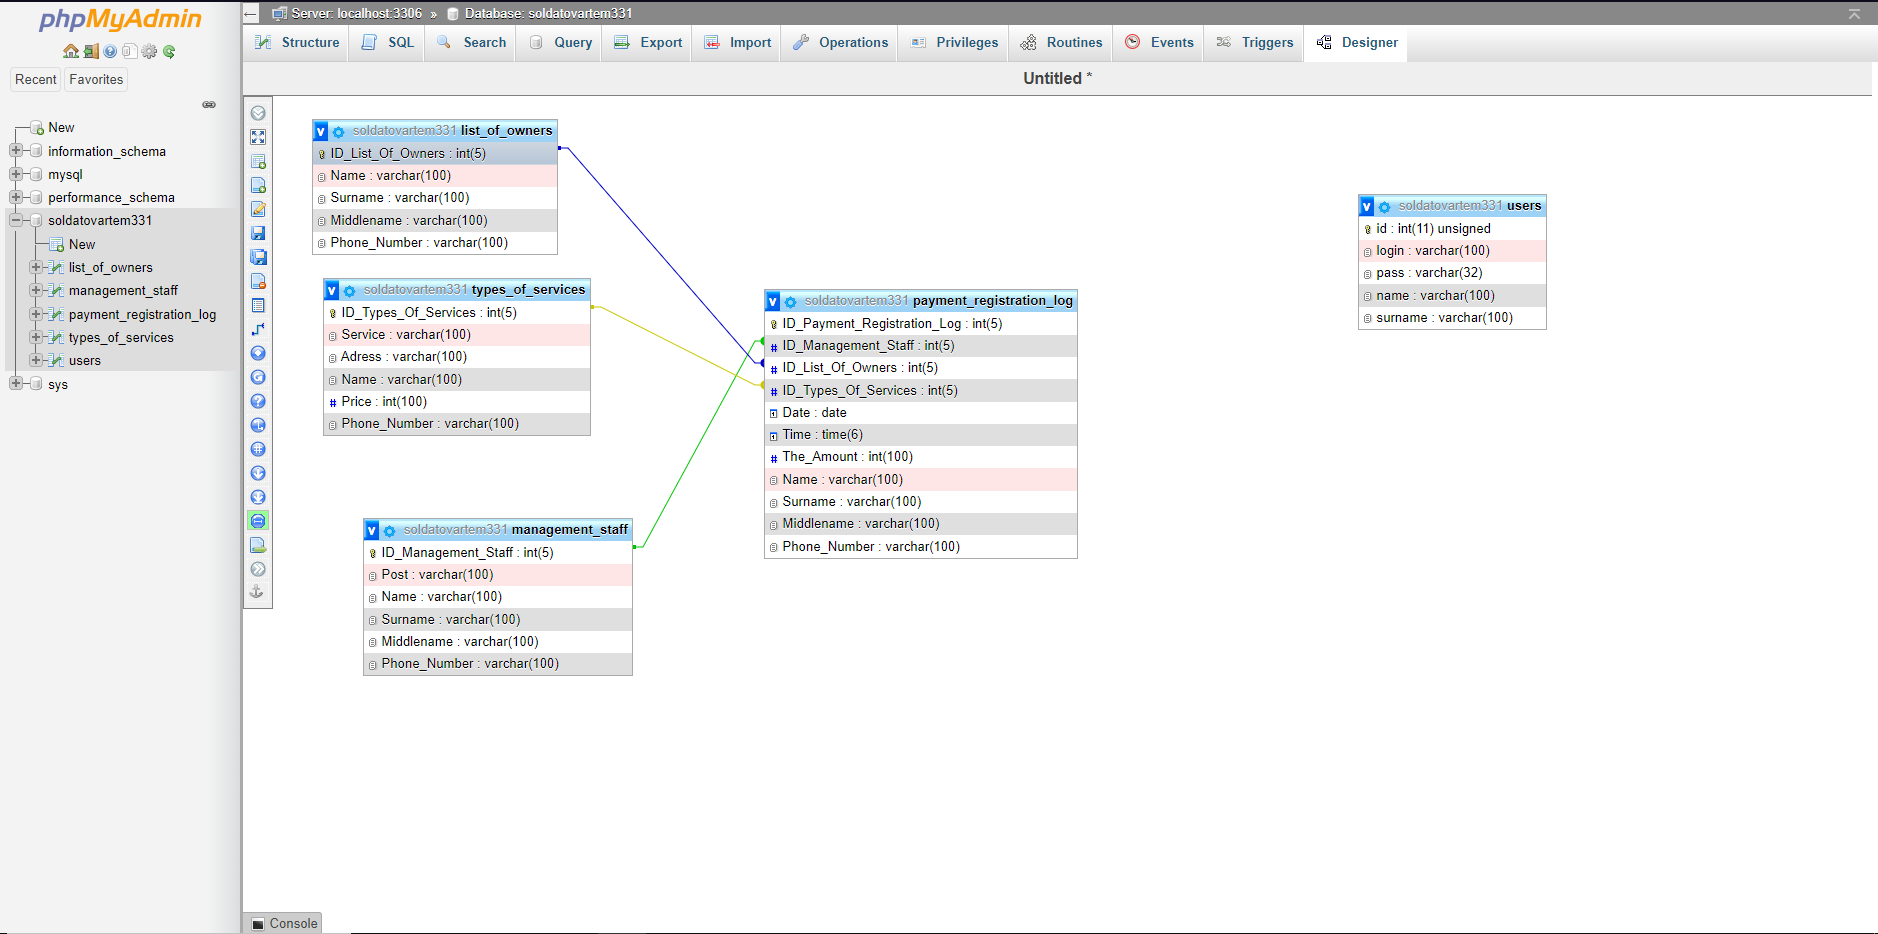 phpMyAdmin
Recent
Favorites
New
information_schema
mysql
performance_schema
soldatovartem331
New
list_of_owners
management_staff
payment_registration_log
types_of_services
users
sys
Server: localhost:3306 » Database: soldatovartem331
Structure
SQL
Search
Query
Export
Import
Operations
Privileges
Routines
Events
Triggers
Designer
Untitled *
v soldatovartem331 list_of_owners
ID_List_Of_Owners : int(5)
Name : varchar(100)
Surname : varchar(100)
Middlename : varchar(100)
Phone_Number : varchar(100)
v soldatovartem331 types_of_services
ID_Types_Of_Services : int(5)
Service : varchar(100)
Adress : varchar(100)
Name : varchar(100)
# Price : int(100)
Phone_Number : varchar(100)
v soldatovartem331 management_staff
ID_Management_Staff : int(5)
Post : varchar(100)
Name : varchar(100)
Surname : varchar(100)
Middlename : varchar(100)
Phone_Number : varchar(100)
v soldatovartem331 payment_registration_log
ID_Payment_Registration_Log : int(5)
# ID_Management_Staff : int(5)
# ID_List_Of_Owners : int(5)
# ID_Types_Of_Services : int(5)
Date : date
Time : time(6)
# The_Amount : int(100)
Name : varchar(100)
Surname : varchar(100)
Middlename : varchar(100)
Phone_Number : varchar(100)
v soldatovartem331 users
id : int(11) unsigned
login : varchar(100)
pass : varchar(32)
name : varchar(100)
surname : varchar(100)
Console